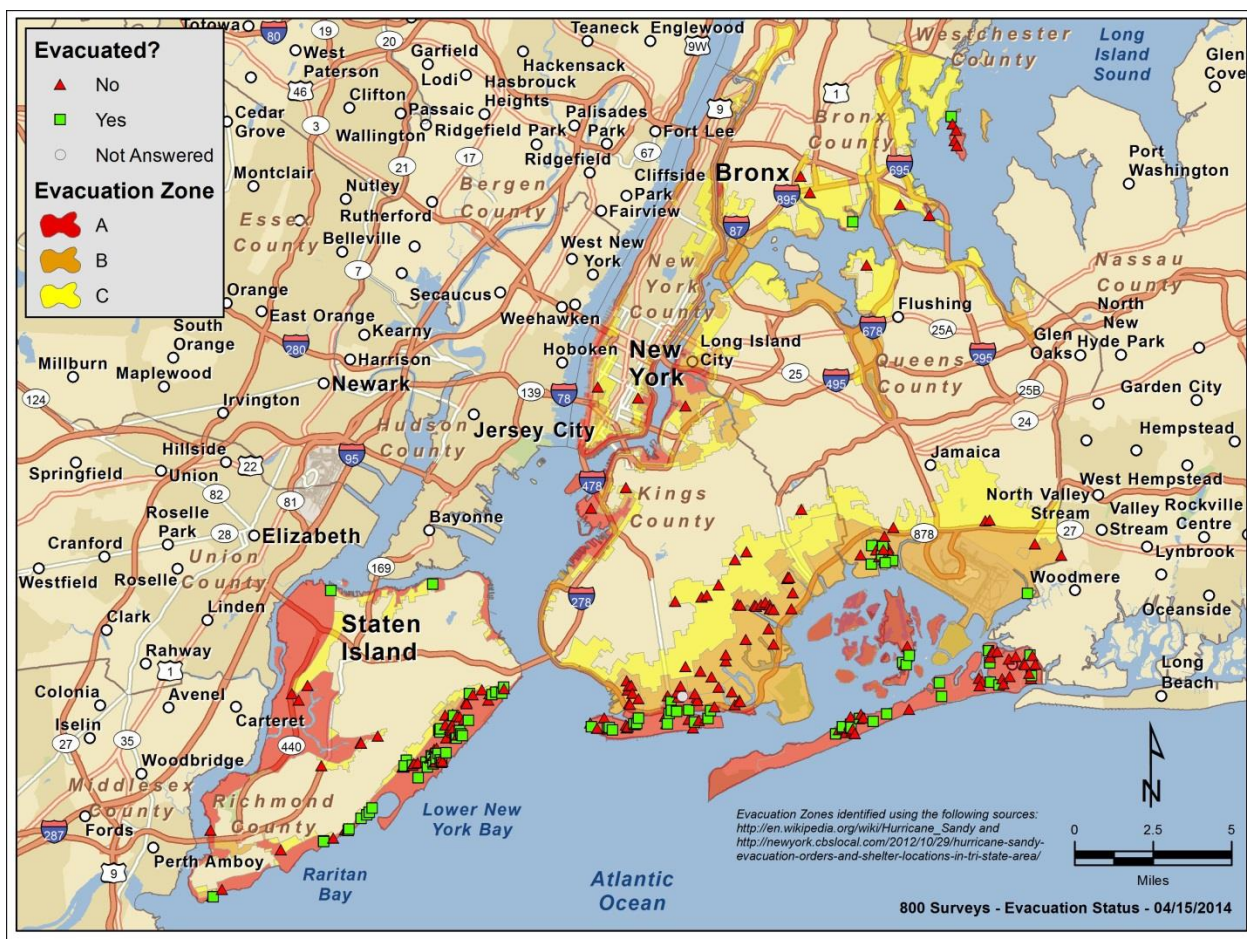 Evacuated?
No
Yes
Not Answered
Evacuation Zone
A
B
C
Totowa
80
19
20
Teaneck
Englewood
9W
Westchester
County
Long
Island
Sound
Glen
Cove
West
Paterson
Garfield
Lodi
Hackensack
Hasbrouck
Heights
46
Clifton
Passaic
Palisades
Park
9
1
Cedar
Grove
3
Wallington
Ridgefield Park
Fort Lee
Bronx
County
21
17
Ridgefield
67
Cliffside
Park
Bronx
695
Port
Washington
Montclair
Nutley
Bergen
County
Fairview
895
Essex
County
Rutherford
87
Belleville
West New
York
New
York
County
Nassau
County
7
Secaucus
Orange
East Orange
Weehawken
Flushing
North
New
Hyde Park
South
Orange
Kearny
678
25A
Glen
Oaks
280
Harrison
Hoboken
New
York
Long Island
City
Queens
County
295
Millburn
Maplewood
Newark
139
78
25
495
25B
Garden City
124
Irvington
Hudson
County
Jersey City
24
Hempstead
Hillside
95
Jamaica
Springfield
Union
22
478
West Hempstead
82
81
Kings
County
North Valley
Stream
Valley
Stream
Rockville
Centre
Roselle
Park
28
Elizabeth
Bayonne
878
27
Cranford
Lynbrook
Westfield
Roselle
Union
County
169
Woodmere
Linden
278
Oceanside
Clark
Staten
Island
Rahway
1
Long
Beach
Colonia
Avenel
Iselin
Carteret
27
35
440
Woodbridge
Middlesex
County
Richmond
County
Lower New
York Bay
N
287
Fords
Perth Amboy
9
Raritan
Bay
Atlantic
Ocean
Evacuation Zones identified using the following sources:
http://en.wikipedia.org/wiki/Hurricane_Sandy and
http://newyork.cbslocal.com/2012/10/29/hurricane-sandy-
evacuation-orders-and-shelter-locations-in-tri-state-area/
0 2.5 5
Miles
800 Surveys - Evacuation Status - 04/15/2014